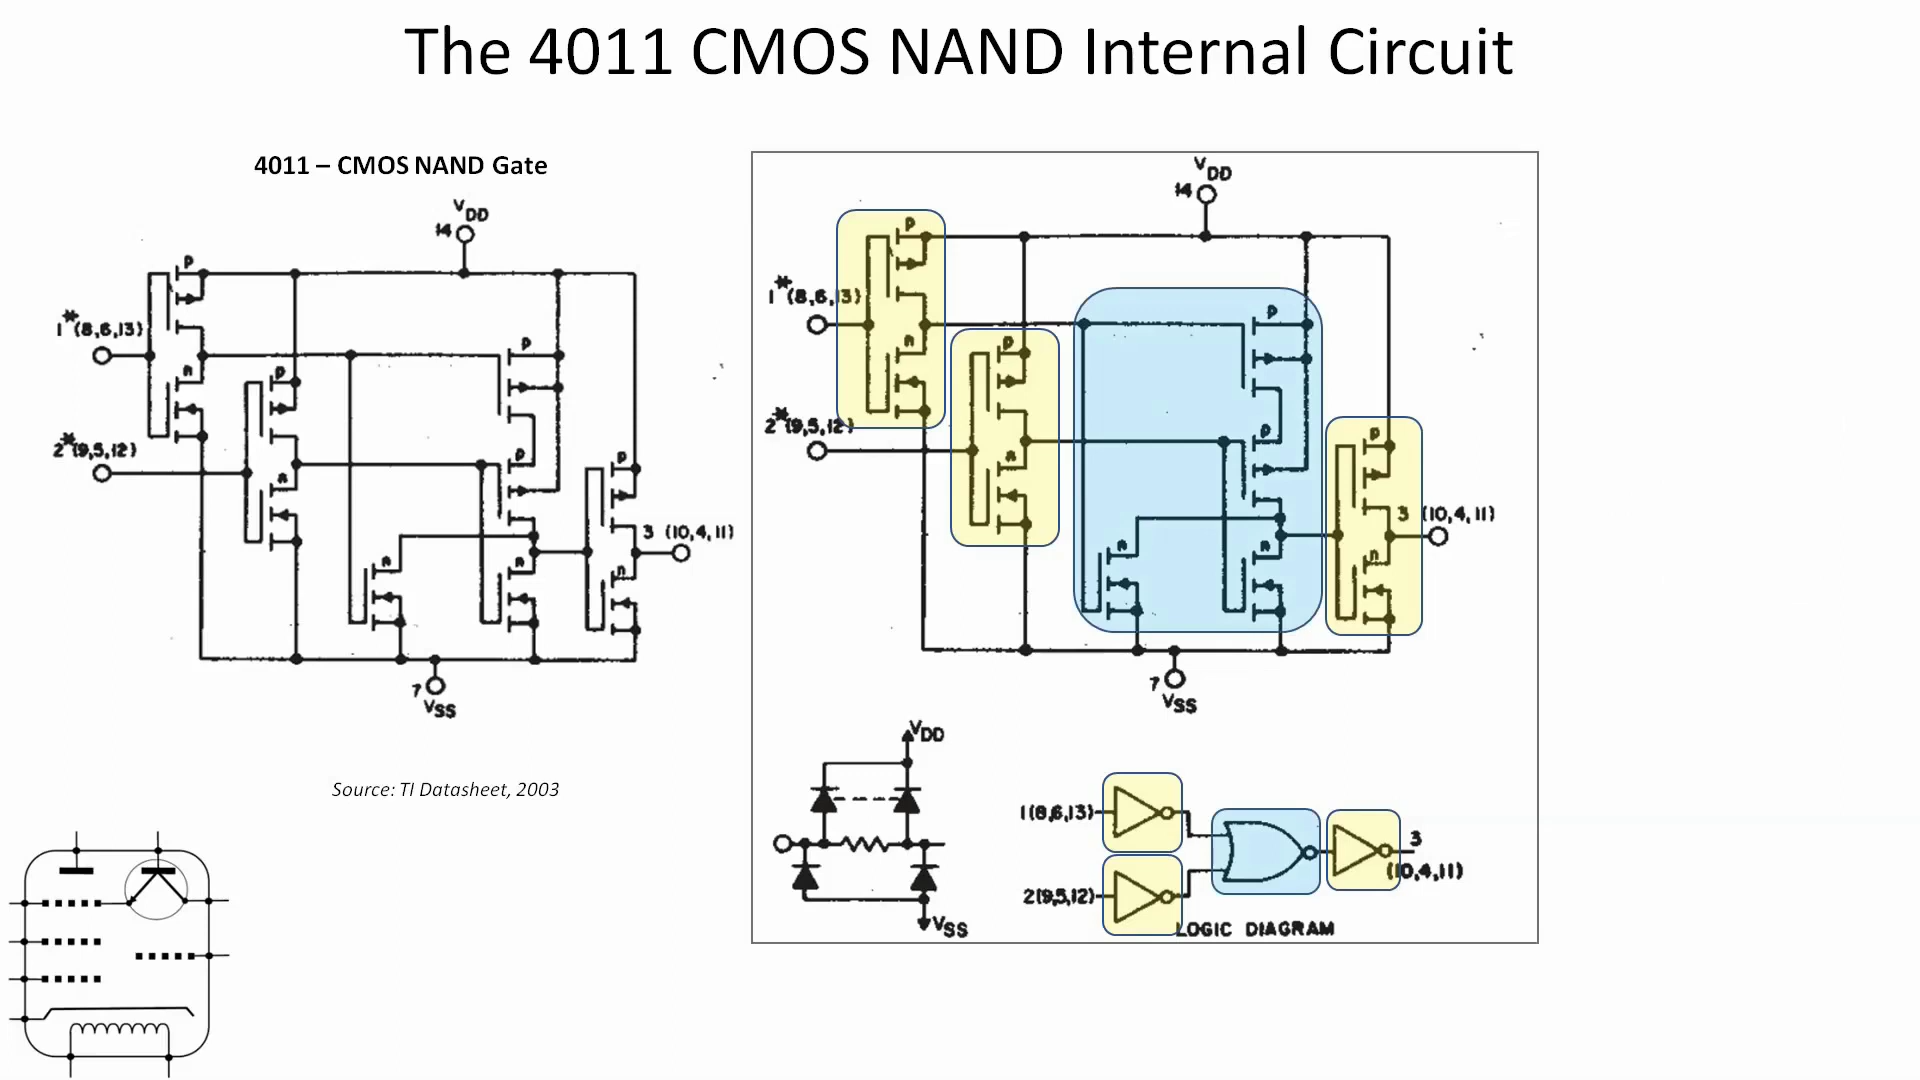 The 4011 CMOS NAND Internal Circuit
4011 – CMOS NAND Gate
VDD
14
p
1*(8,6,13)
n
p
p
2*(9,5,12)
n
p
p
3 (10,4,11)
n
n
n
7
VSS
Source: TI Datasheet, 2003
VDD
14
p
1*(8,6,13)
p
n
p
2*(9,5,12)
p
p
n
3 (10,4,11)
n
n
n
7
VSS
VDD
VSS
1(8,6,13)
3
(10,4,11)
2(9,5,12)
LOGIC DIAGRAM